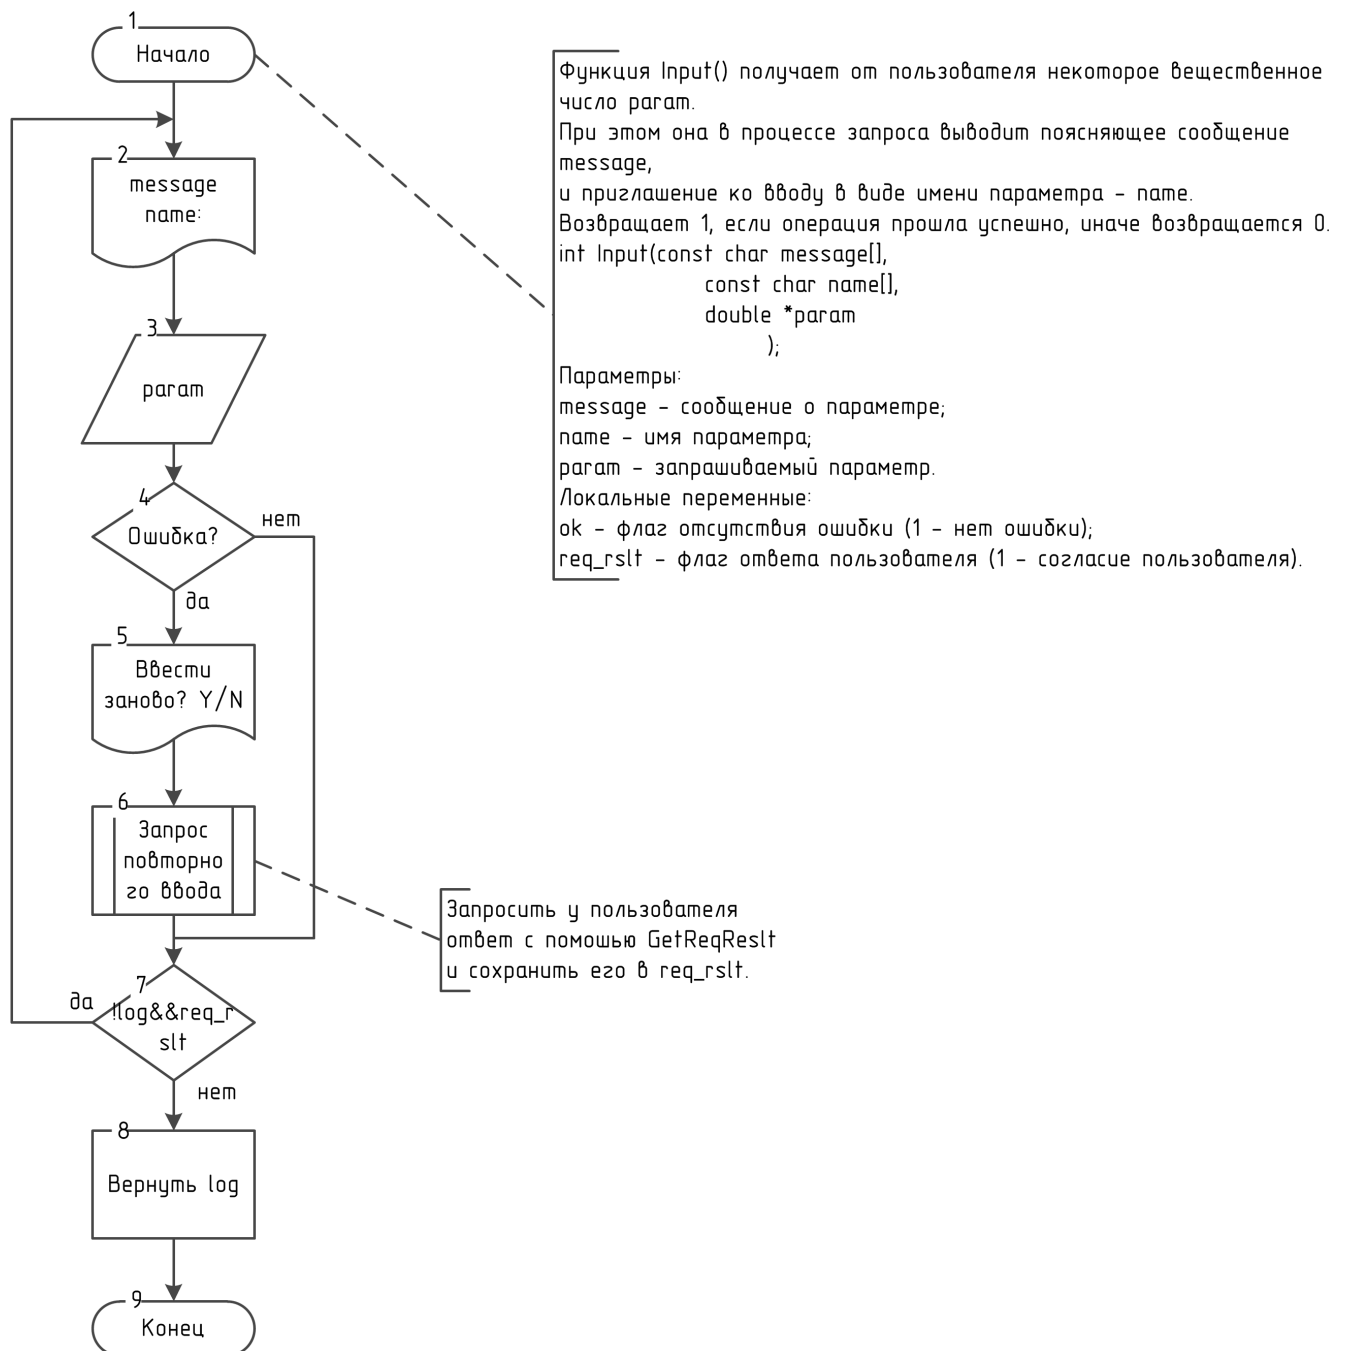 1
Начало
Функция Input() получает от пользователя некоторое вещественное
число param.
При этом она в процессе запроса выводит поясняющее сообщение
message,
и приглашение ко вводу в виде имени параметра - name.
Возвращает 1, если операция прошла успешно, иначе возвращается 0.
int Input(const char message[],
const char name[],
double *param
);
Параметры:
message - сообщение о параметре;
name - имя параметра;
param - запрашиваемый параметр.
Локальные переменные:
ok - флаг отсутствия ошибки (1 - нет ошибки);
req_rslt - флаг ответа пользователя (1 - согласие пользователя).
2
message
name:
3
param
4
Ошибка?
нет
да
5
Ввести
заново? Y/N
6
Запрос
повторно
го ввода
Запросить у пользователя
ответ с помошью GetReqReslt
и сохранить его в req_rslt.
7
да
!log&&req_r
slt
нет
8
Вернуть log
9
Конец